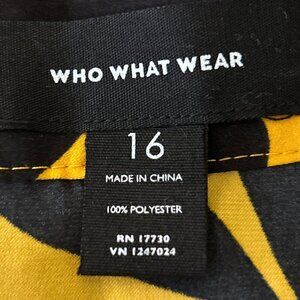 WHO WHAT WEAR
16
MADE IN CHINA
100% POLYESTER
RN 17730
VN 1247024